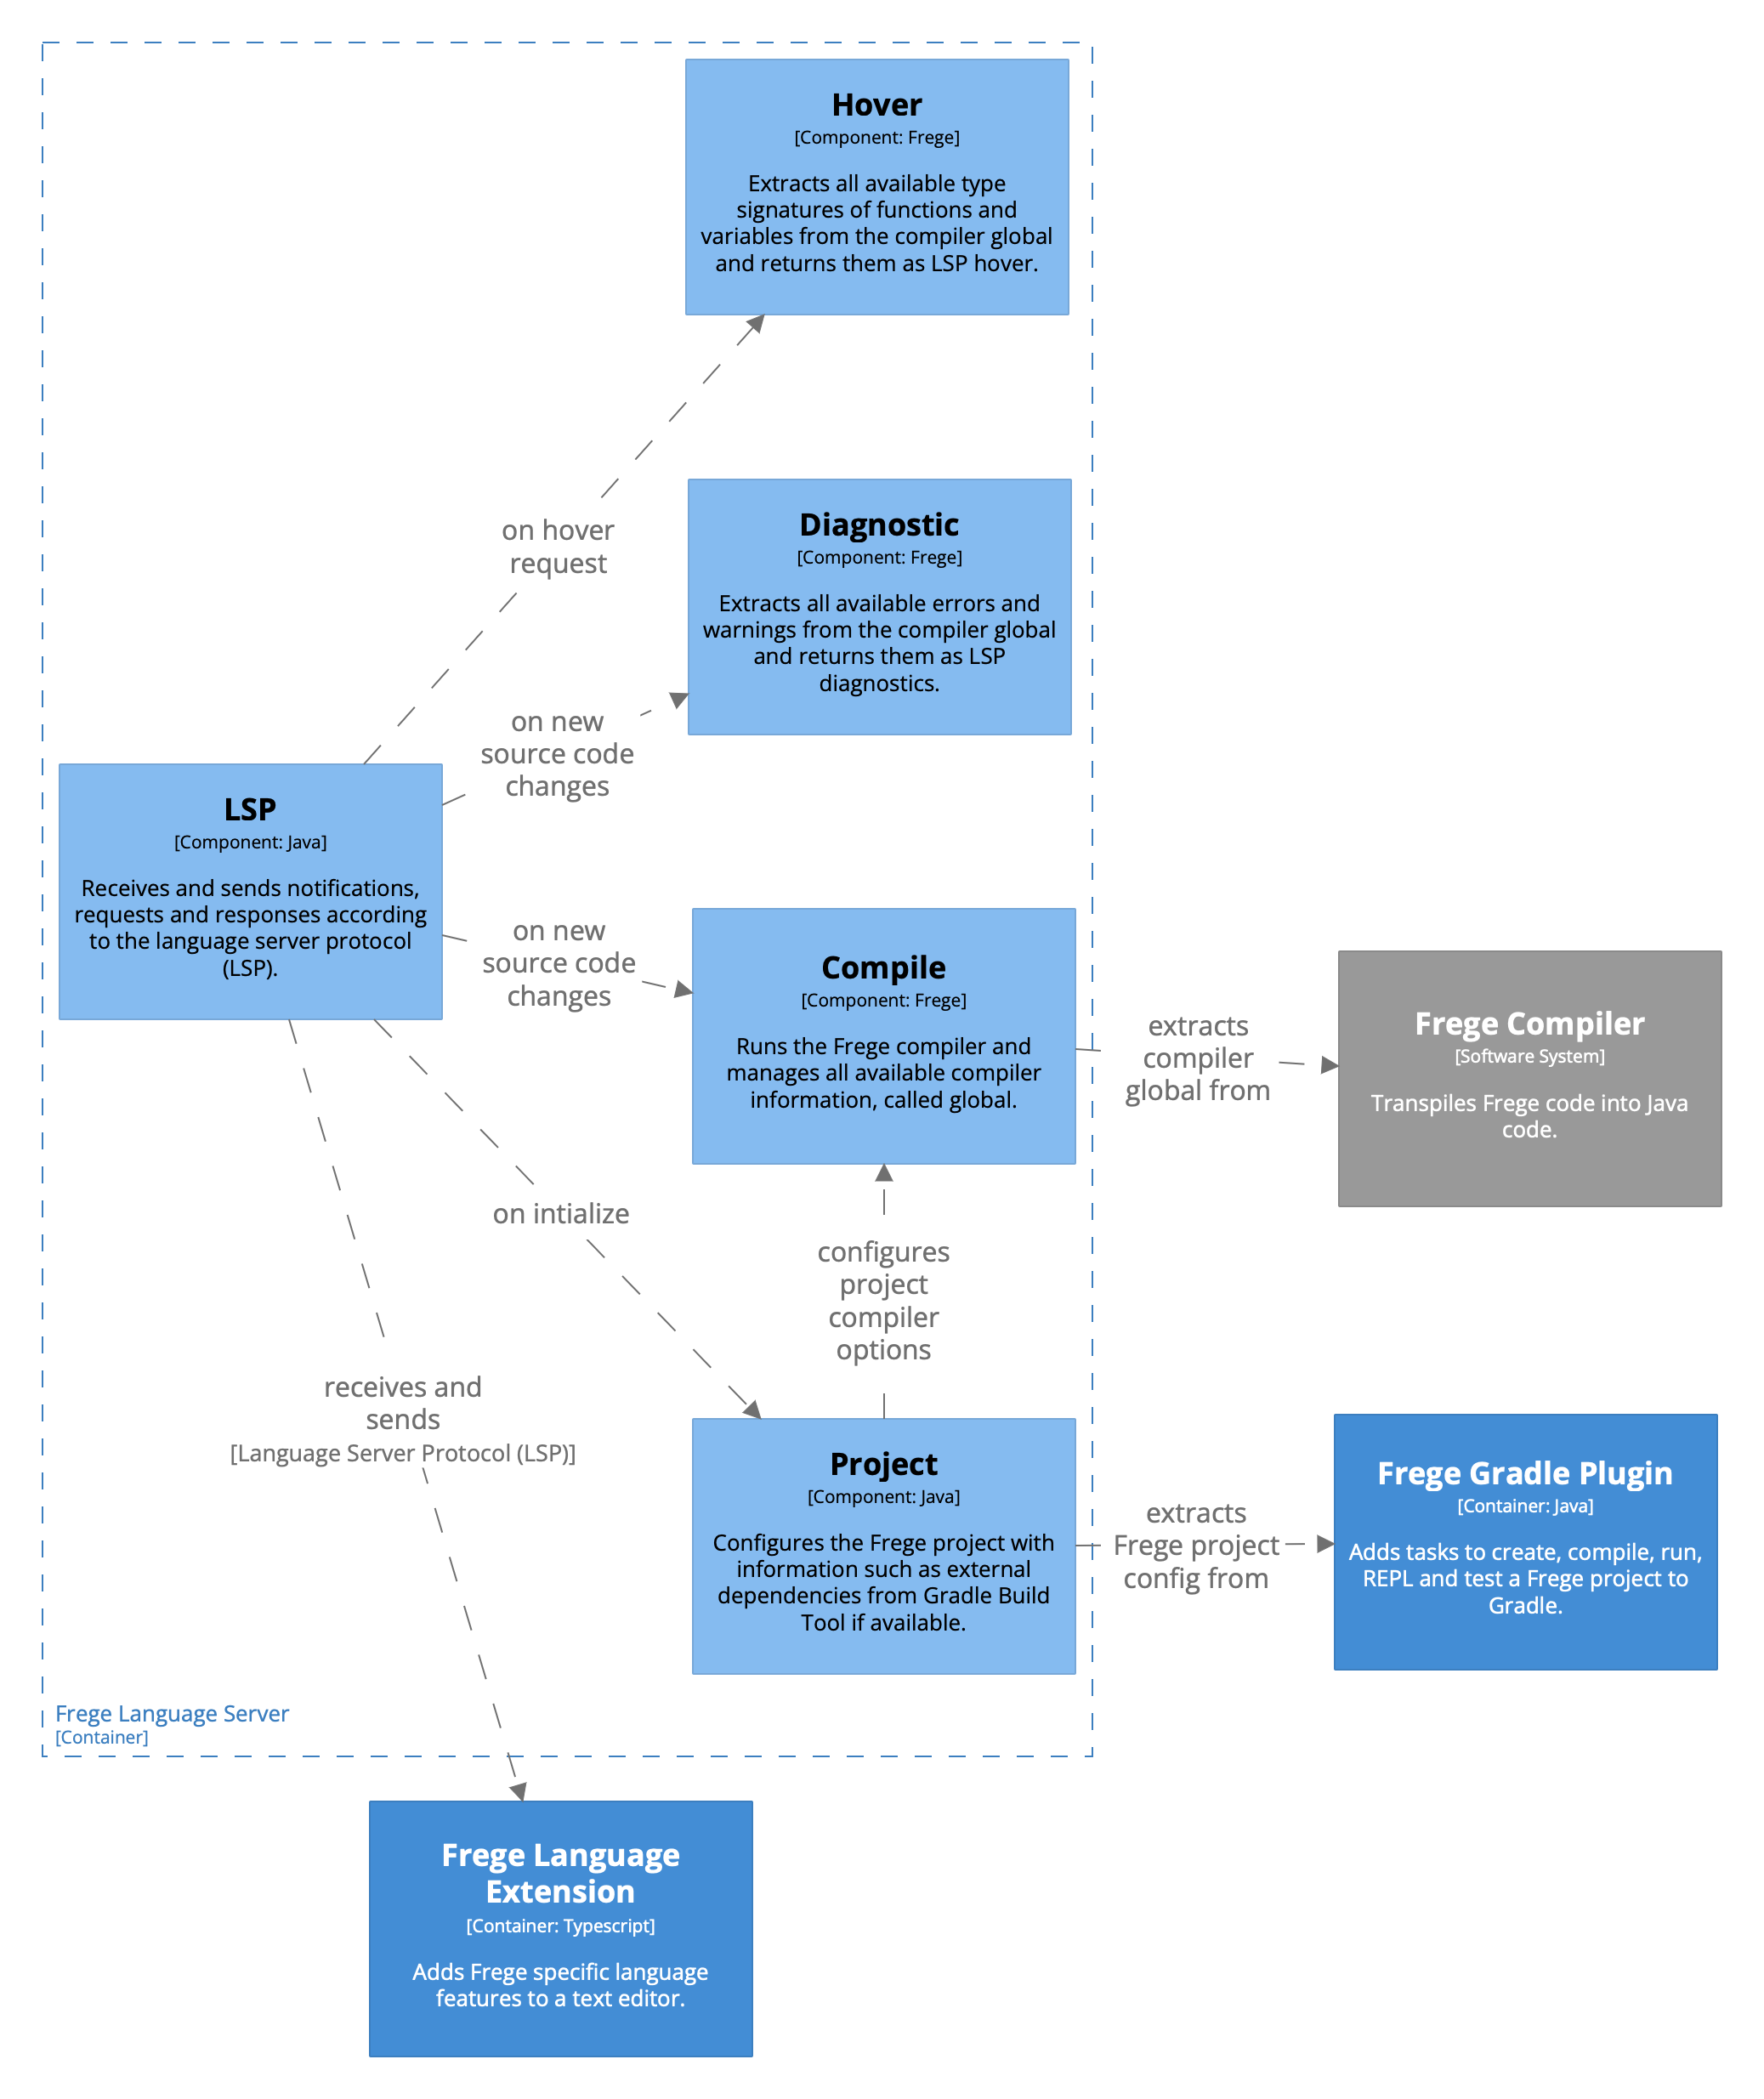 Hover
[Component: Frege]
Extracts all available type
signatures of functions and
variables from the compiler global
and returns them as LSP hover.
on hover
request
Diagnostic
[Component: Frege]
Extracts all available errors and
warnings from the compiler global
and returns them as LSP
diagnostics.
on new
source code
changes
LSP
[Component: Java]
Receives and sends notifications,
requests and responses according
to the language server protocol
(LSP).
on new
source code
changes
Compile
[Component: Frege]
Runs the Frege compiler and
manages all available compiler
information, called global.
extracts
compiler
global from
Frege Compiler
[Software System]
Transpiles Frege code into Java
code.
on intialize
configures
project
compiler
options
receives and
sends
[Language Server Protocol (LSP)]
Project
[Component: Java]
Configures the Frege project with
information such as external
dependencies from Gradle Build
Tool if available.
extracts
Frege project
config from
Frege Gradle Plugin
[Container: Java]
Adds tasks to create, compile, run,
REPL and test a Frege project to
Gradle.
Frege Language Server
[Container]
Frege Language
Extension
[Container: Typescript]
Adds Frege specific language
features to a text editor.